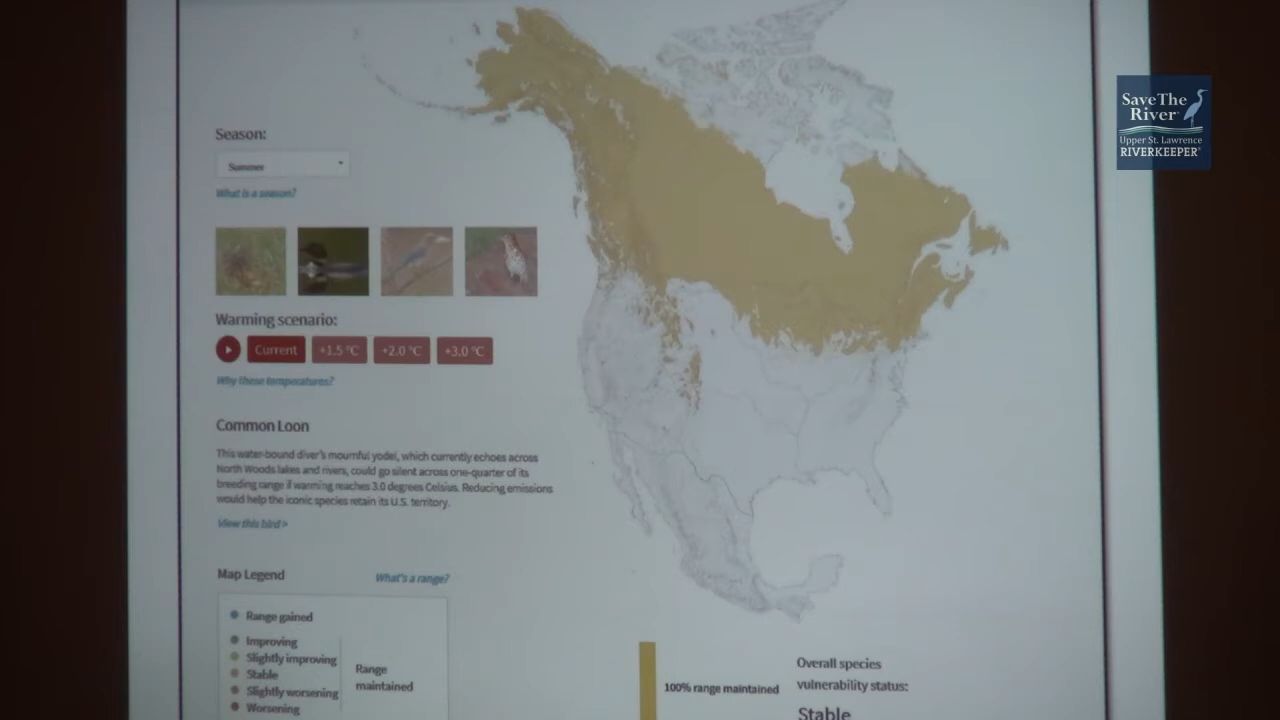 Season:
Summer
What is a season?
Warming scenario:
Current
+1.5 °C
+2.0 °C
+3.0 °C
Why these temperatures?
Common Loon
This water-bound diver's mournful yodel, which currently echoes across
North Woods lakes and rivers, could go silent across one-quarter of its
breeding range if warming reaches 3.0 degrees Celsius. Reducing emissions
would help the iconic species retain its U.S. territory.
View this bird >
Map Legend
What's a range?
Range gained
Improving
Slightly improving
Stable
Slightly worsening
Worsening
Range
maintained
100% range maintained
Overall species
vulnerability status:
Stable
Save The
River
Upper St. Lawrence
RIVERKEEPER®